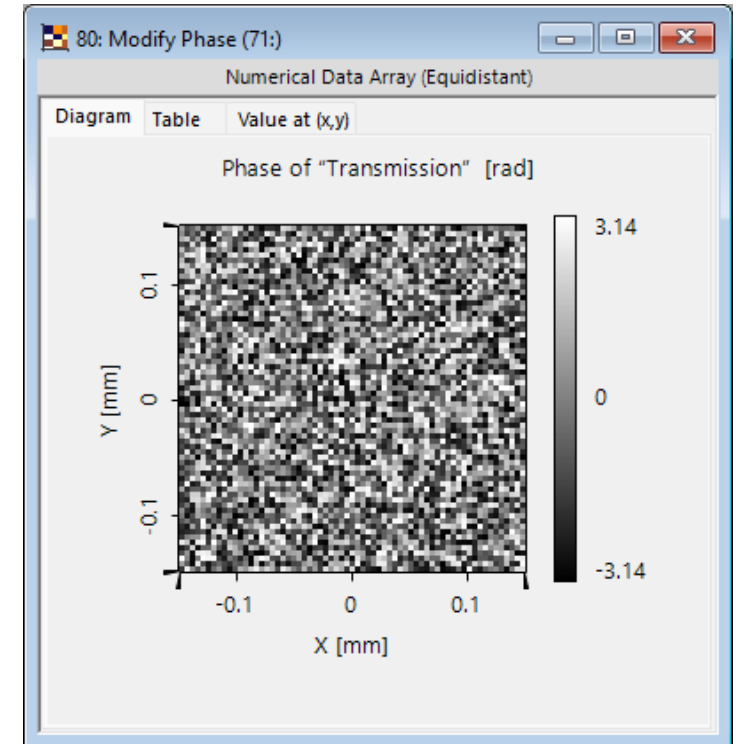 80: Modify Phase (71:)
Numerical Data Array (Equidistant)
Diagram Table Value at (x,y)
Phase of "Transmission" [rad]
3.14
0
-3.14
0.1
0
-0.1
Y [mm]
-0.1 0 0.1
X [mm]